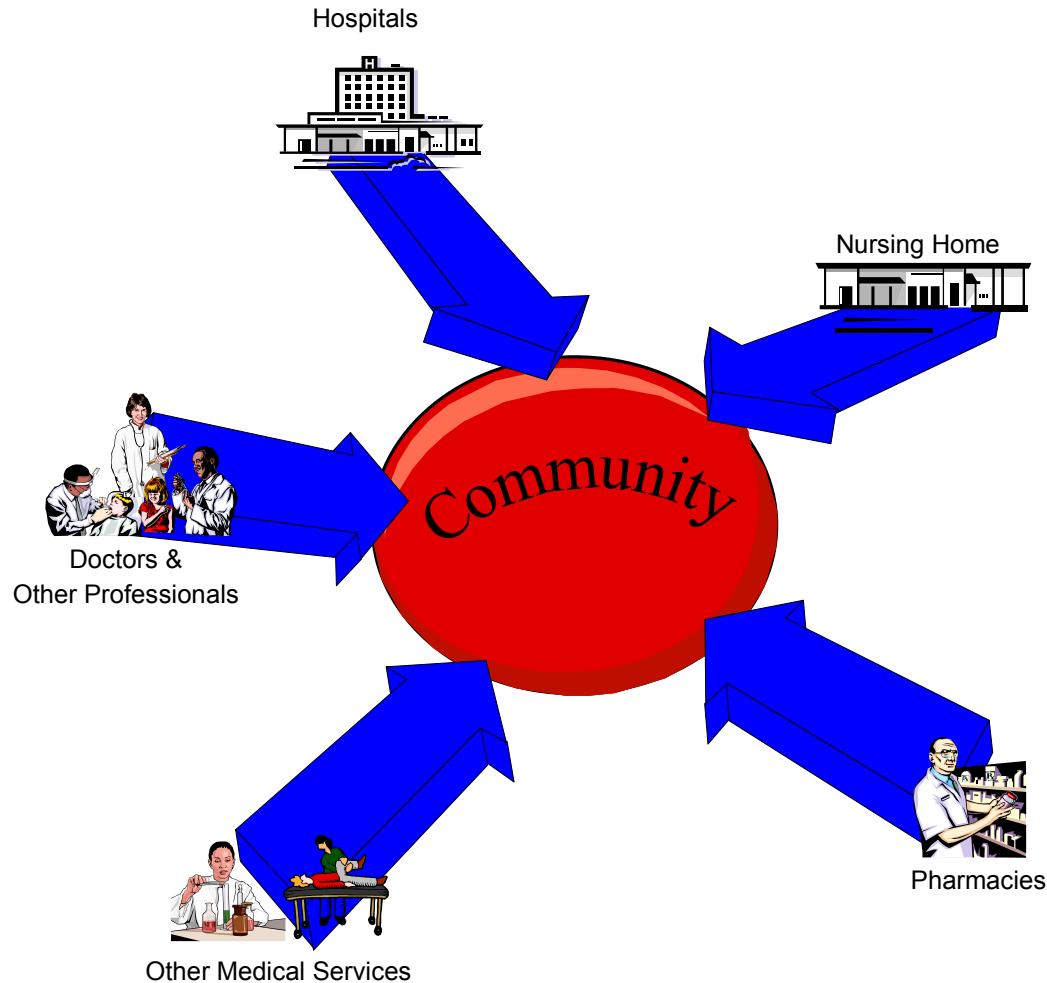 Hospitals
H
Nursing Home
Community
Doctors &
Other Professionals
Pharmacies
Other Medical Services